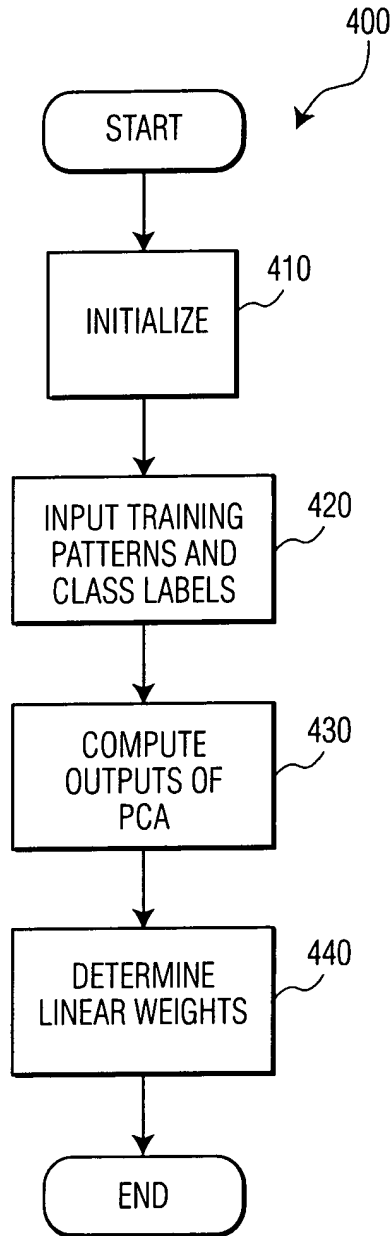 400
START
410
INITIALIZE
420
INPUT TRAINING
PATTERNS AND
CLASS LABELS
430
COMPUTE
OUTPUTS OF
PCA
440
DETERMINE
LINEAR WEIGHTS
END